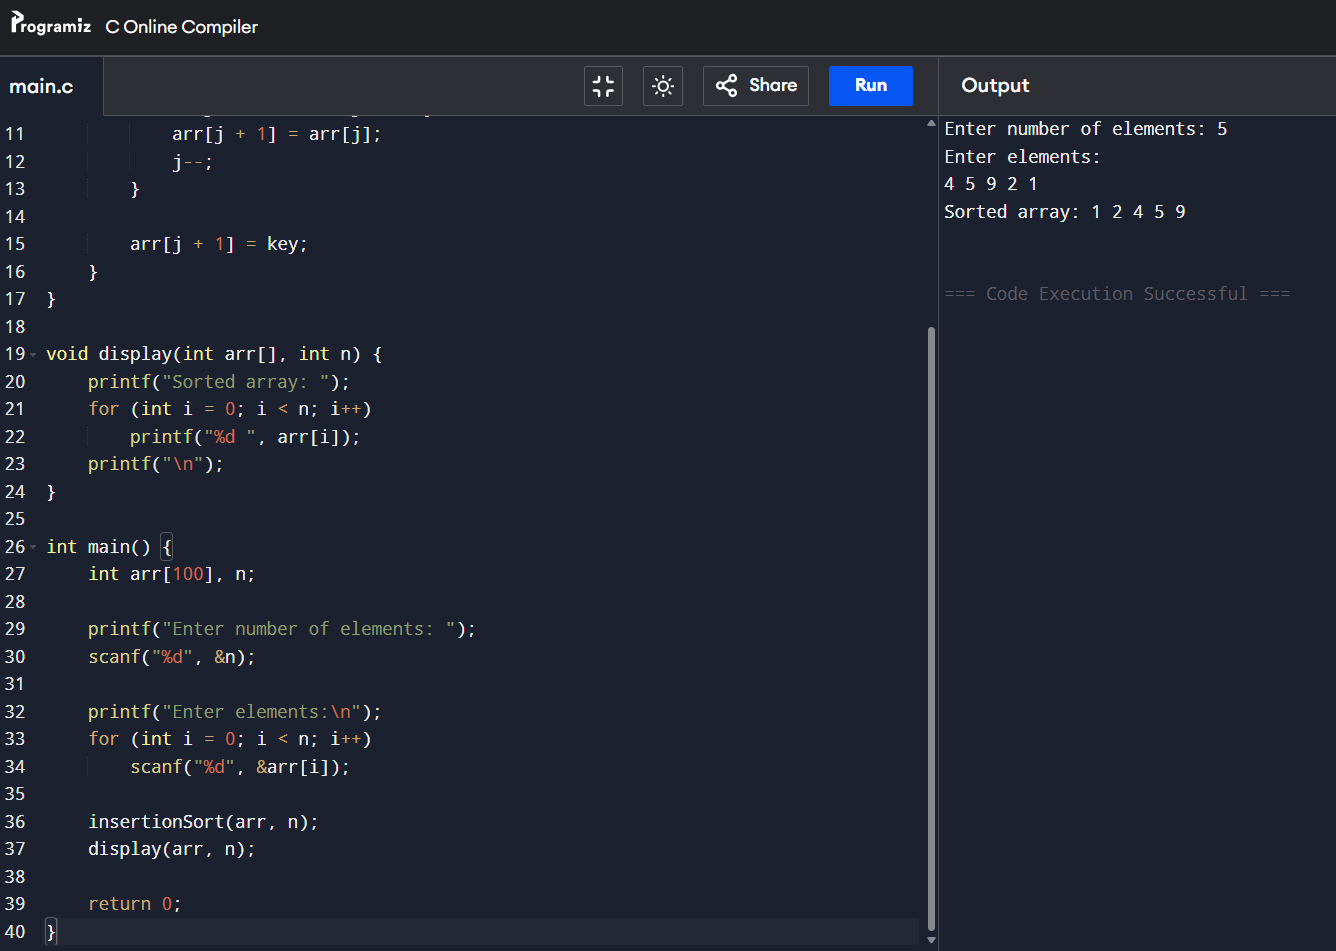 Programiz C Online Compiler
main.c Share Run Output
11 arr[j + 1] = arr[j];
12 j--;
13 }
14
15 arr[j + 1] = key;
16 }
17 }
18
19 void display(int arr[], int n) {
20 printf("Sorted array: ");
21 for (int i = 0; i < n; i++)
22 printf("%d ", arr[i]);
23 printf("\n");
24 }
25
26 int main() {
27 int arr[100], n;
28
29 printf("Enter number of elements: ");
30 scanf("%d", &n);
31
32 printf("Enter elements:\n");
33 for (int i = 0; i < n; i++)
34 scanf("%d", &arr[i]);
35
36 insertionSort(arr, n);
37 display(arr, n);
38
39 return 0;
40 }
Enter number of elements: 5
Enter elements:
4 5 9 2 1
Sorted array: 1 2 4 5 9
=== Code Execution Successful ===